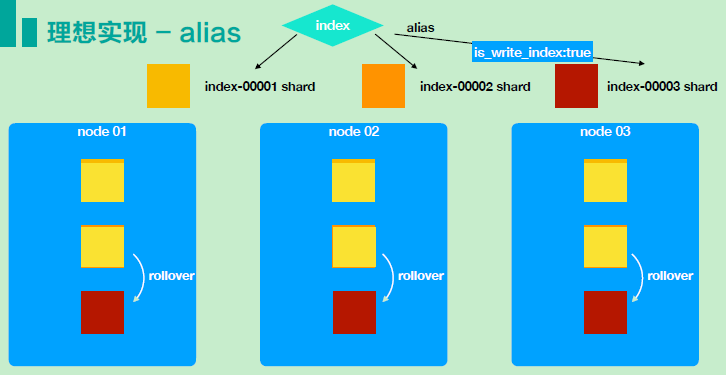 理想实现 – alias
index
alias
is_write_index:true
index-00001 shard
index-00002 shard
index-00003 shard
node 01
node 02
node 03
rollover
rollover
rollover